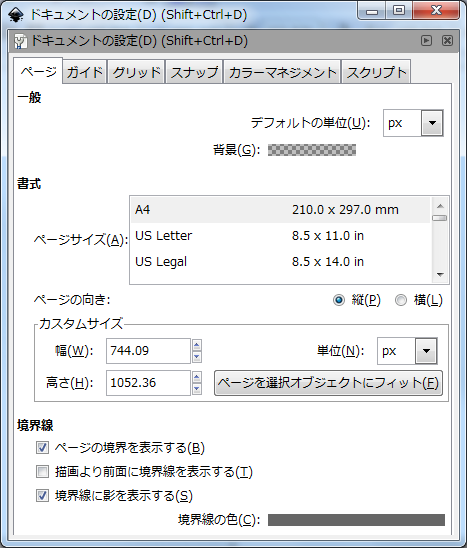 ドキュメントの設定(D) (Shift+Ctrl+D)
ドキュメントの設定(D) (Shift+Ctrl+D)
ページ ガイド グリッド スナップ カラーマネジメント スクリプト
一般
デフォルトの単位(U): px
背景(G):
書式
ページサイズ(A):
A4 210.0 x 297.0 mm
US Letter 8.5 x 11.0 in
US Legal 8.5 x 14.0 in
ページの向き: 縦(P) 横(L)
カスタムサイズ
幅(W): 744.09 単位(N): px
高さ(H): 1052.36 ページを選択オブジェクトにフィット(F)
境界線
ページの境界を表示する(B)
描画より前面に境界線を表示する(T)
境界線に影を表示する(S)
境界線の色(C):